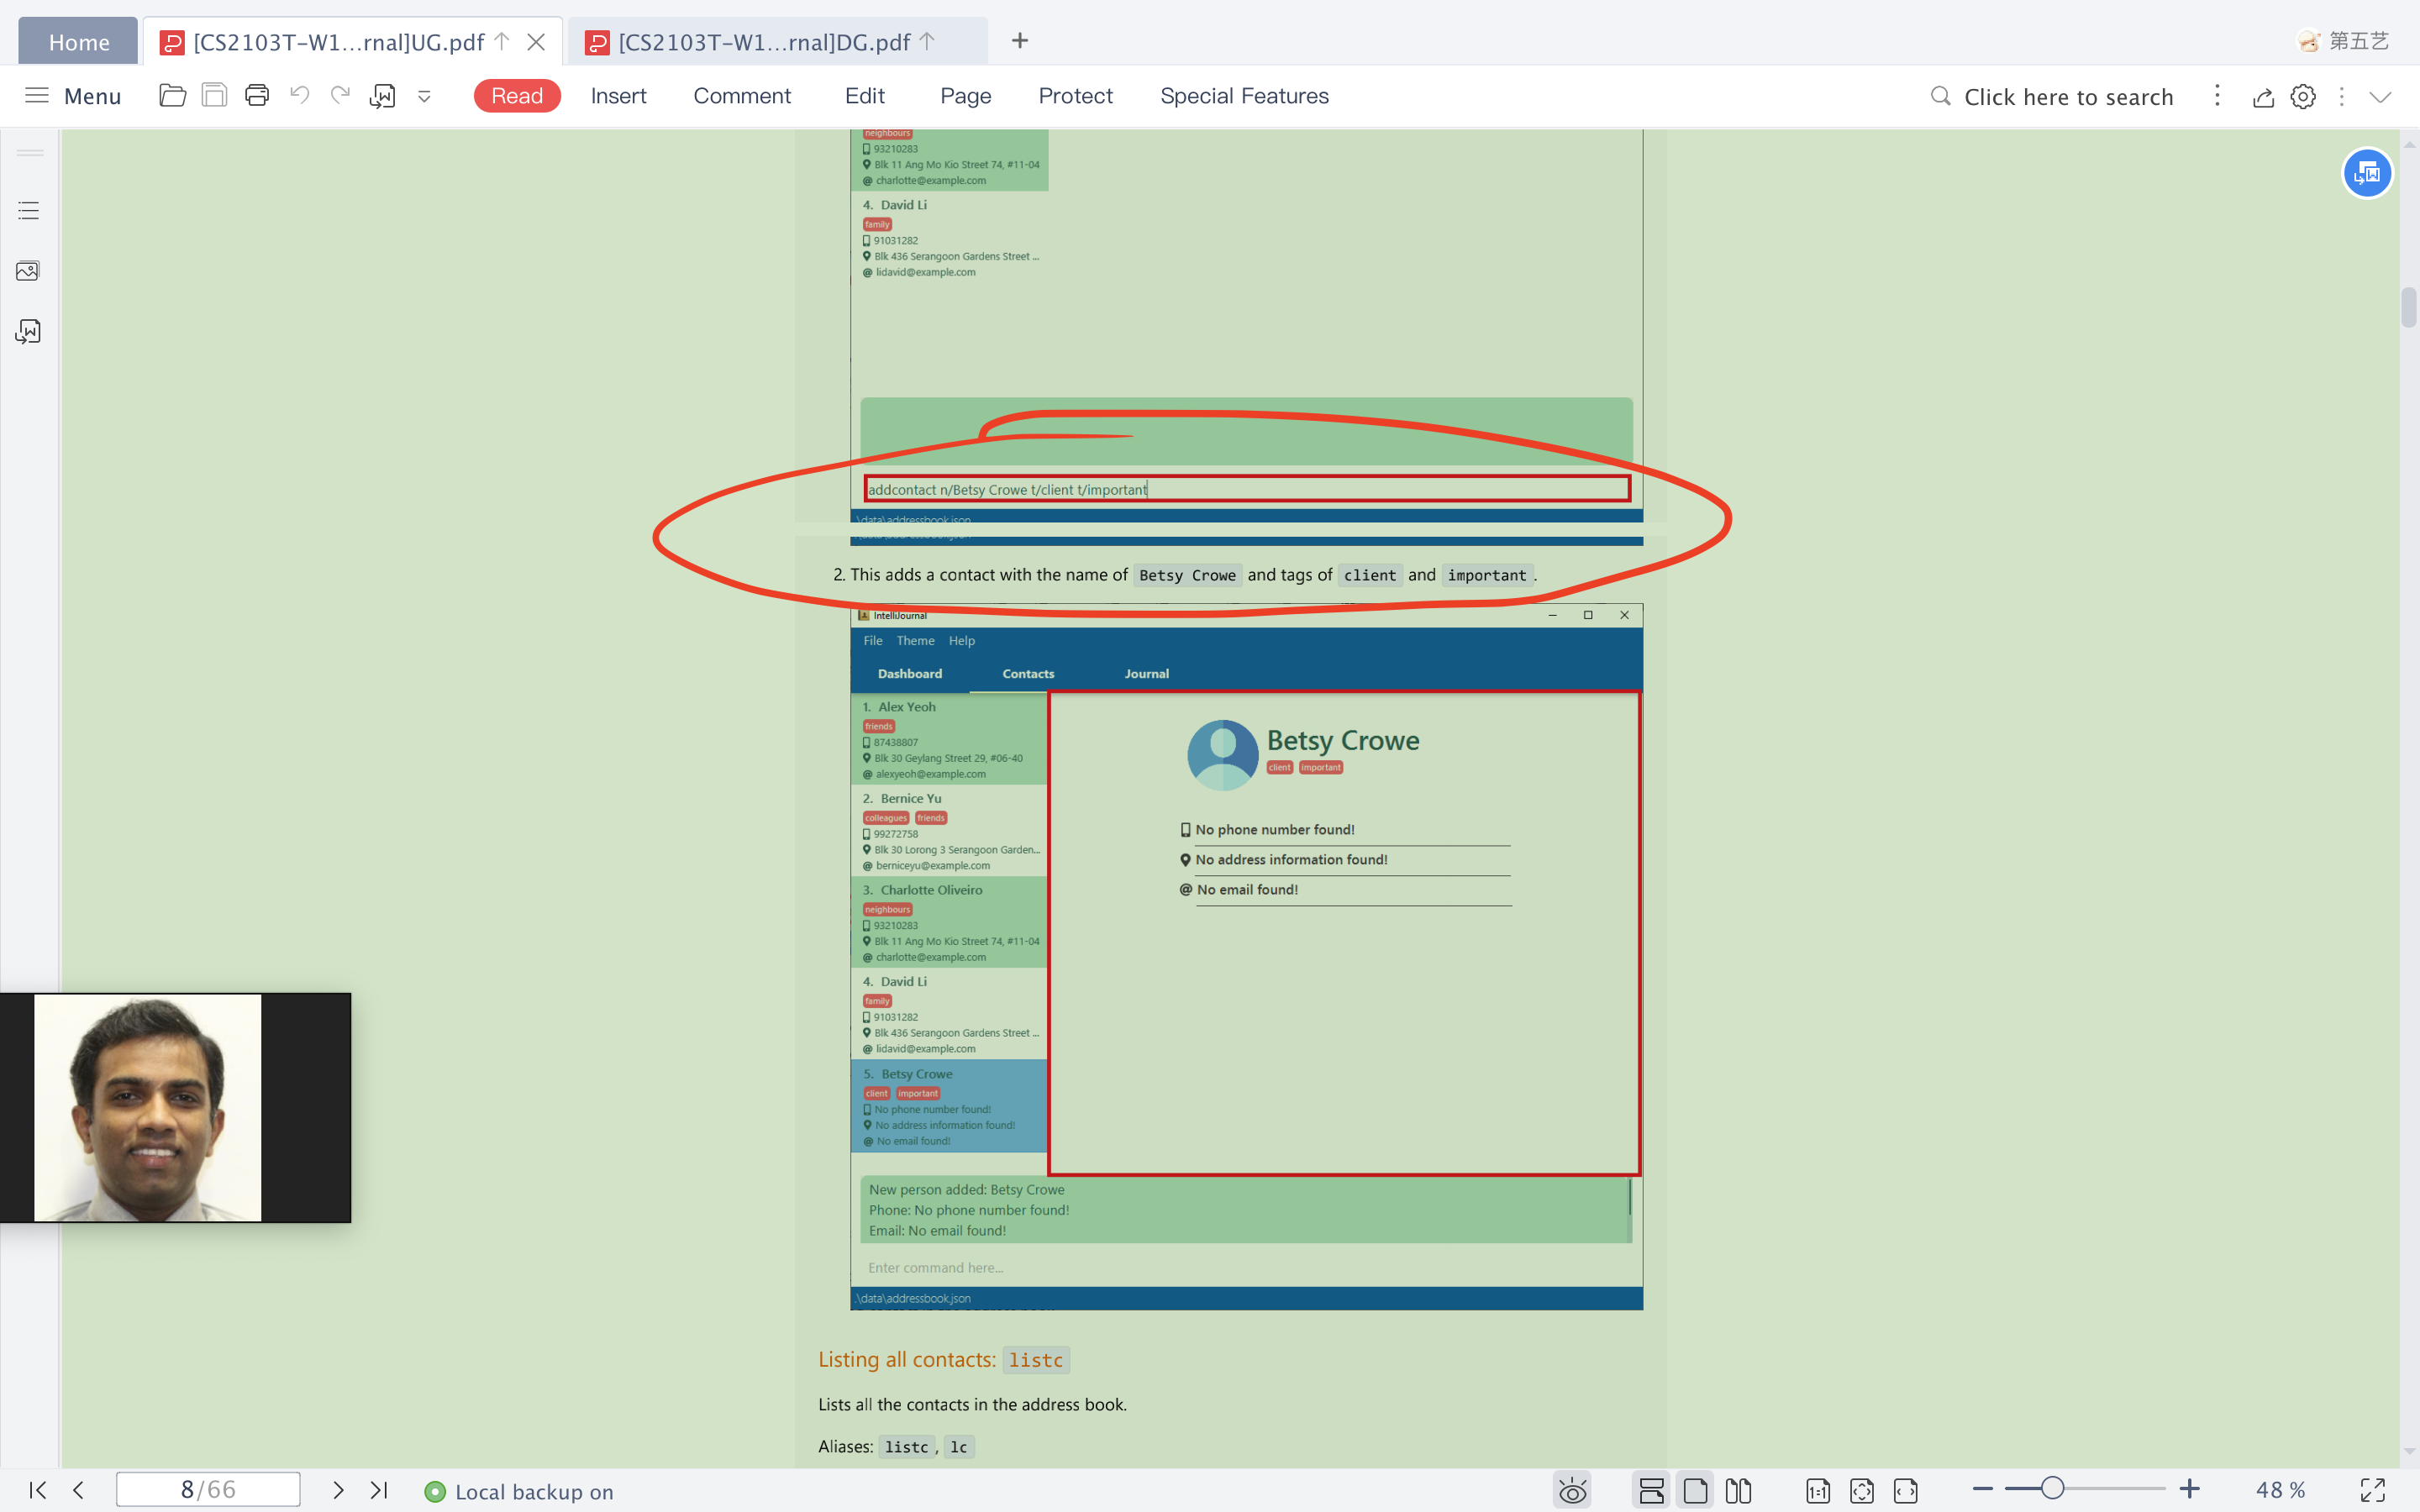 Home
[CS2103T-W1...rnal]UG.pdf
[CS2103T-W1...rnal]DG.pdf
第五艺
Menu
Read
Insert
Comment
Edit
Page
Protect
Special Features
Click here to search
neighbours
93210283
Blk 11 Ang Mo Kio Street 74, #11-04
@ charlotte@example.com
4. David Li
family
91031282
Blk 436 Serangoon Gardens Street ...
@ lidavid@example.com
addcontact n/Betsy Crowe t/client t/important
.\data\addressbook.json
2. This adds a contact with the name of Betsy Crowe and tags of client and important.
IntelliJournal
File Theme Help
Dashboard Contacts Journal
1. Alex Yeoh
friends
87438807
Blk 30 Geylang Street 29, #06-40
@ alexyeoh@example.com
2. Bernice Yu
colleagues friends
99272758
Blk 30 Lorong 3 Serangoon Garden...
@ berniceyu@example.com
3. Charlotte Oliveiro
neighbours
93210283
Blk 11 Ang Mo Kio Street 74, #11-04
@ charlotte@example.com
4. David Li
family
91031282
Blk 436 Serangoon Gardens Street ...
@ lidavid@example.com
5. Betsy Crowe
client important
No phone number found!
No address information found!
@ No email found!
Betsy Crowe
client important
No phone number found!
No address information found!
@ No email found!
New person added: Betsy Crowe
Phone: No phone number found!
Email: No email found!
Enter command here...
.\data\addressbook.json
Listing all contacts: listc
Lists all the contacts in the address book.
Aliases: listc, lc
8/66
Local backup on
1:1
48 %